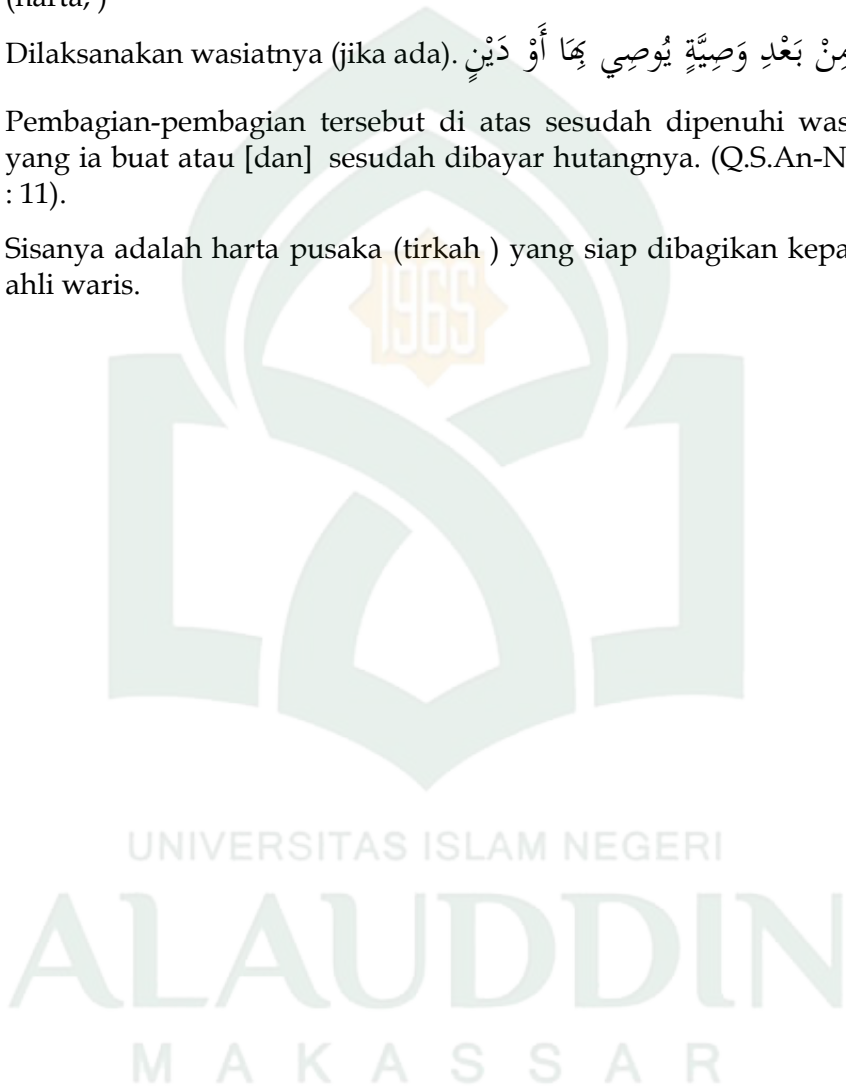 (harta, )
Dilaksanakan wasiatnya (jika ada). مِنْ بَعْدِ وَصِيَّةٍ يُوصِي بِهَا أَوْ دَيْنٍ
Pembagian-pembagian tersebut di atas sesudah dipenuhi was
yang ia buat atau [dan] sesudah dibayar hutangnya. (Q.S.An-N
: 11).
Sisanya adalah harta pusaka (tirkah ) yang siap dibagikan kepa
ahli waris.
1965
UNIVERSITAS ISLAM NEGERI
ALAUDDIN
MAKASSAR